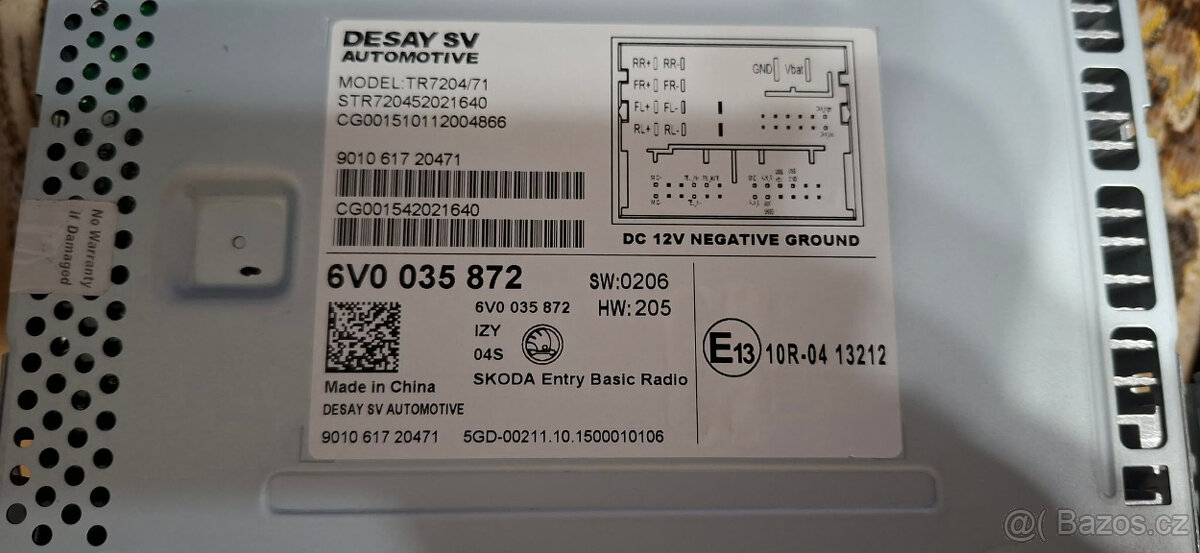 DESAY SV
AUTOMOTIVE
MODEL:TR7204/71
STR720452021640
CG001510112004866
9010 617 20471
CG001542021640
RR+ RR-
FR+ FR-
FL+ FL-
RL+ RL-
GND Vbat
DC 12V NEGATIVE GROUND
6V0 035 872
SW:0206
6V0 035 872
HW: 205
IZY
04S
SKODA Entry Basic Radio
Made in China
DESAY SV AUTOMOTIVE
9010 617 20471 5GD-00211.10.1500010106
E13 10R-04 13212
No Warranty
if Damaged
@( Bazos.cz